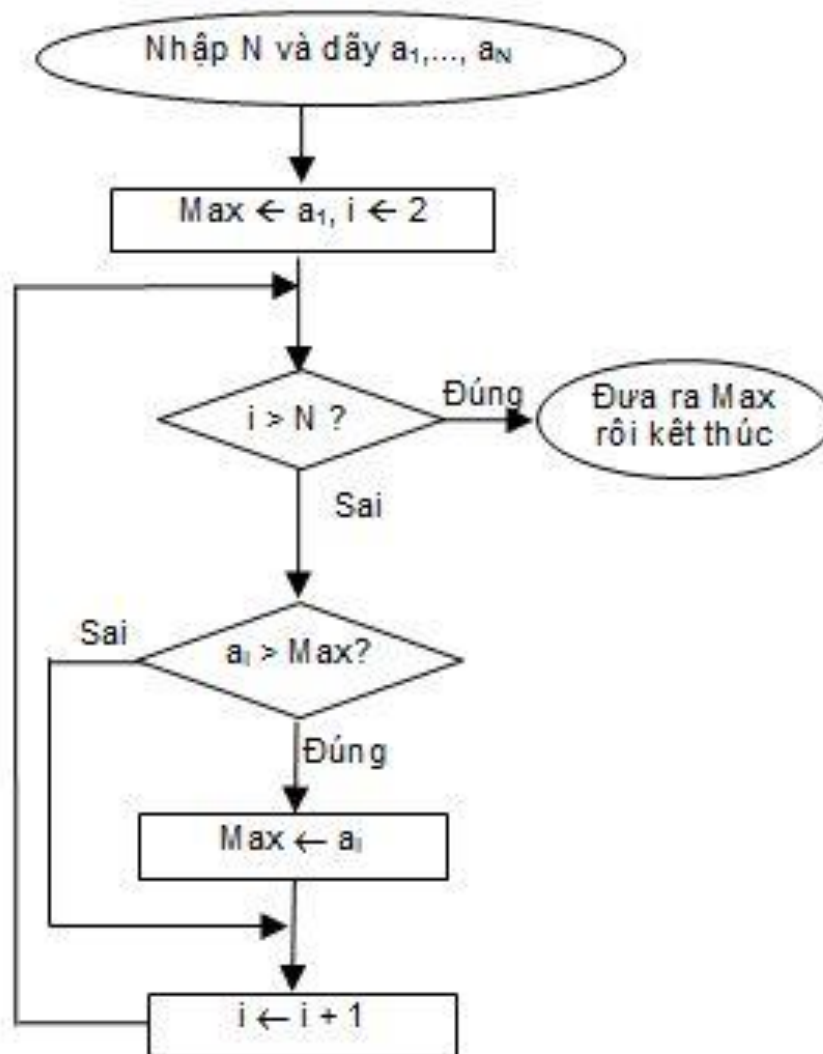 Nhập N và dãy a₁,..., aₙ
Max ← a₁, i ← 2
i > N ?
Đúng
Đưa ra Max
rồi kết thúc
Sai
Sai
aᵢ > Max?
Đúng
Max ← aᵢ
i ← i + 1